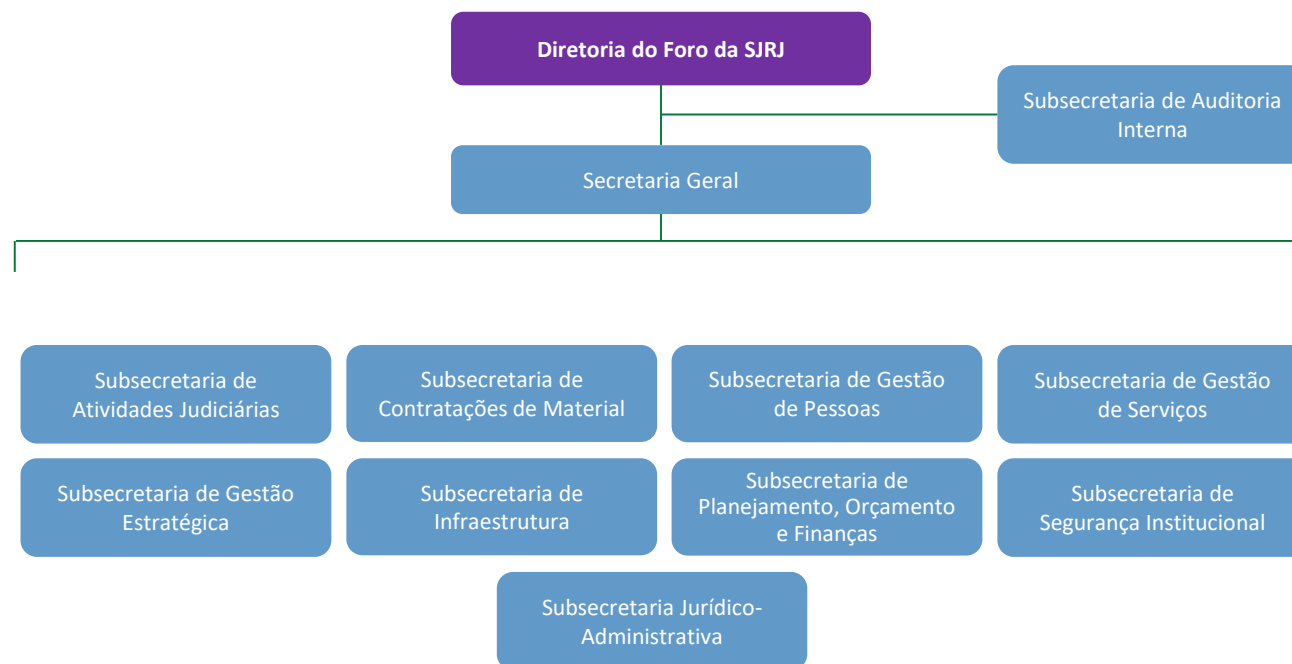 Diretoria do Foro da SJRJ
Subsecretaria de Auditoria
Interna
Secretaria Geral
Subsecretaria de
Atividades Judiciárias
Subsecretaria de
Contratações de Material
Subsecretaria de Gestão
de Pessoas
Subsecretaria de Gestão
de Serviços
Subsecretaria de Gestão
Estratégica
Subsecretaria de
Infraestrutura
Subsecretaria de
Planejamento, Orçamento
e Finanças
Subsecretaria de
Segurança Institucional
Subsecretaria Jurídico-
Administrativa